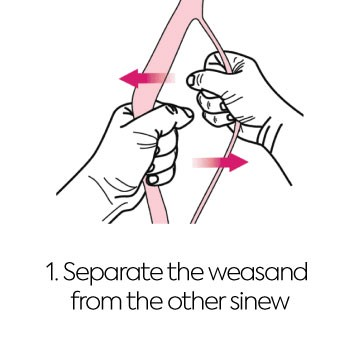 1. Separate the weasand
from the other sinew